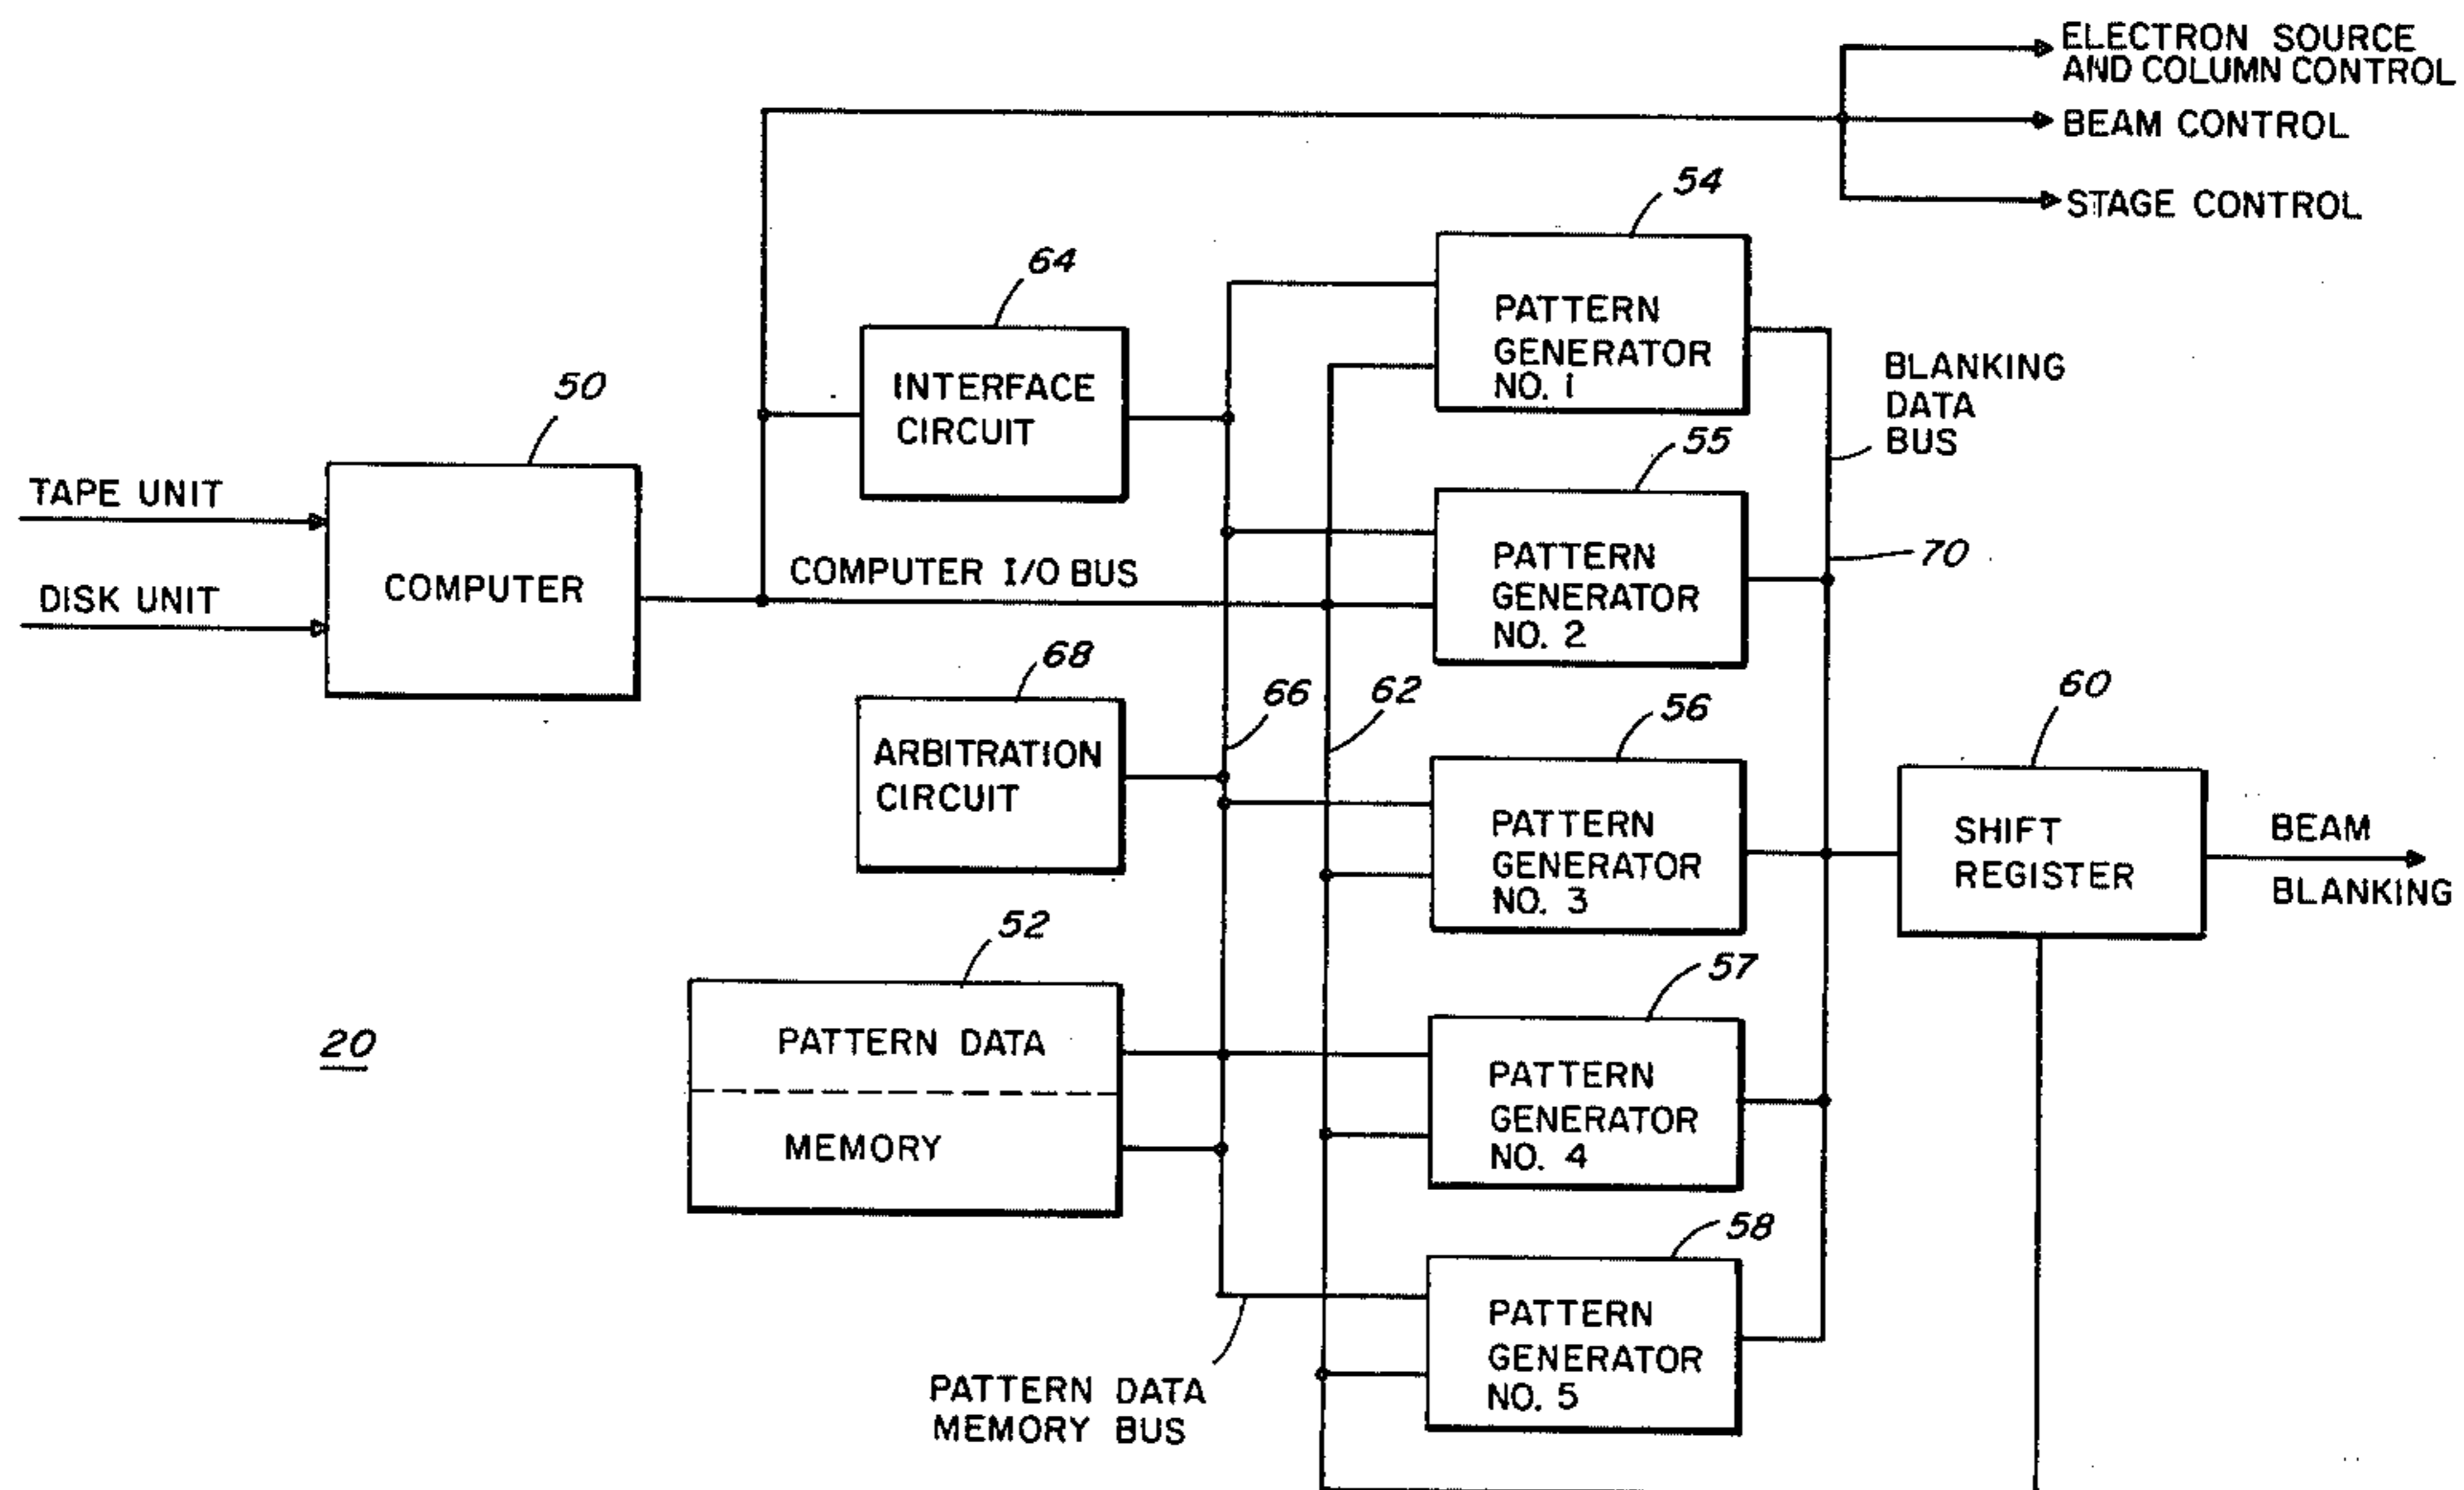 ELECTRON SOURCE
AND COLUMN CONTROL
BEAM CONTROL
STAGE CONTROL
54
PATTERN
GENERATOR
NO. 1
64
INTERFACE
CIRCUIT
BLANKING
DATA
BUS
50
TAPE UNIT
DISK UNIT
COMPUTER
COMPUTER I/O BUS
55
PATTERN
GENERATOR
NO. 2
70
68
ARBITRATION
CIRCUIT
66
62
56
PATTERN
GENERATOR
NO. 3
60
SHIFT
REGISTER
BEAM
BLANKING
52
PATTERN DATA
MEMORY
20
57
PATTERN
GENERATOR
NO. 4
58
PATTERN
GENERATOR
NO. 5
PATTERN DATA
MEMORY BUS